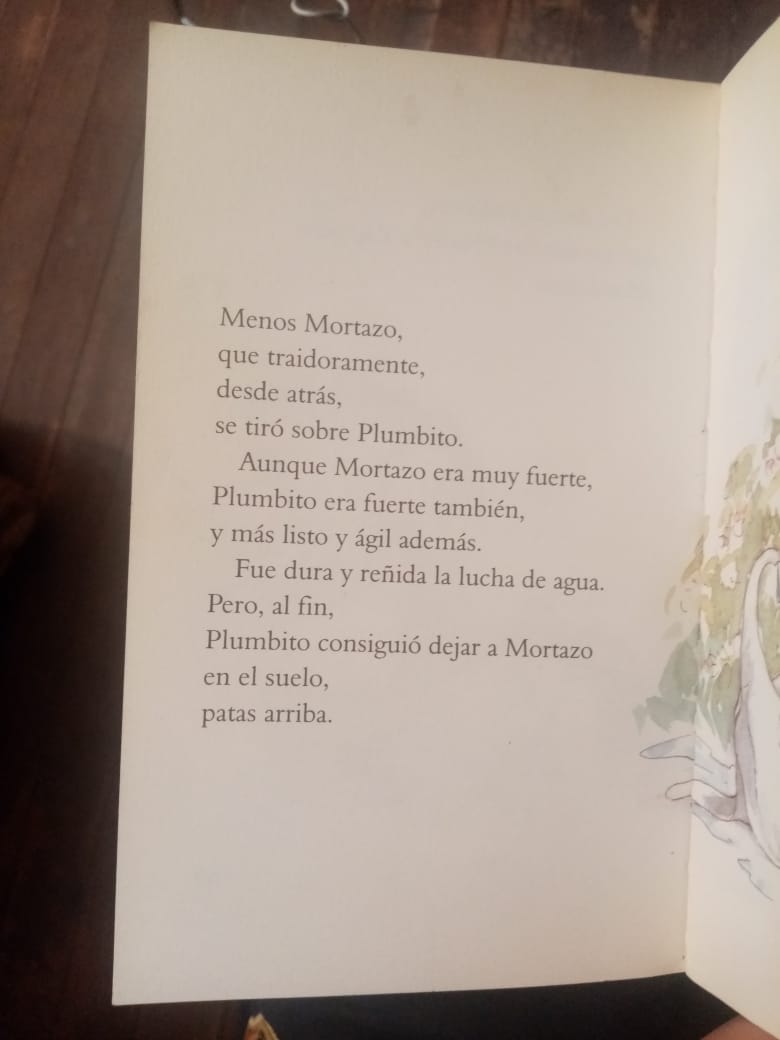 Menos Mortazo,
que traidoramente,
desde atrás,
se tiró sobre Plumbito.
Aunque Mortazo era muy fuerte,
Plumbito era fuerte también,
y más listo y ágil además.
Fue dura y reñida la lucha de agua.
Pero, al fin,
Plumbito consiguió dejar a Mortazo
en el suelo,
patas arriba.